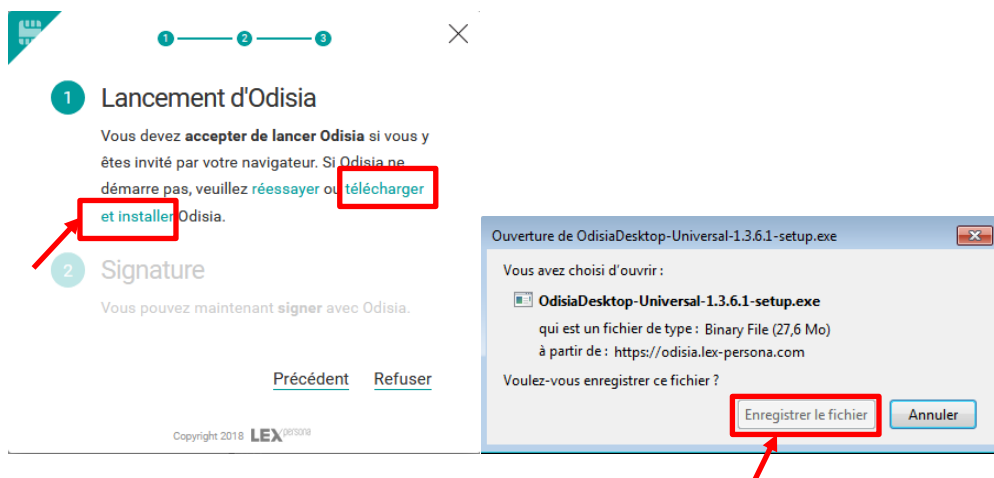 1 2 3
1 Lancement d'Odisia
Vous devez accepter de lancer Odisia si vous y
êtes invité par votre navigateur. Si Odisia ne
démarre pas, veuillez réessayer ou télécharger
et installer Odisia.
2 Signature
Vous pouvez maintenant signer avec Odisia.
Précédent Refuser
Copyright 2018 LEX persona
Ouverture de OdisiaDesktop-Universal-1.3.6.1-setup.exe
Vous avez choisi d'ouvrir :
OdisiaDesktop-Universal-1.3.6.1-setup.exe
qui est un fichier de type : Binary File (27,6 Mo)
à partir de : https://odisia.lex-persona.com
Voulez-vous enregistrer ce fichier ?
Enregistrer le fichier Annuler